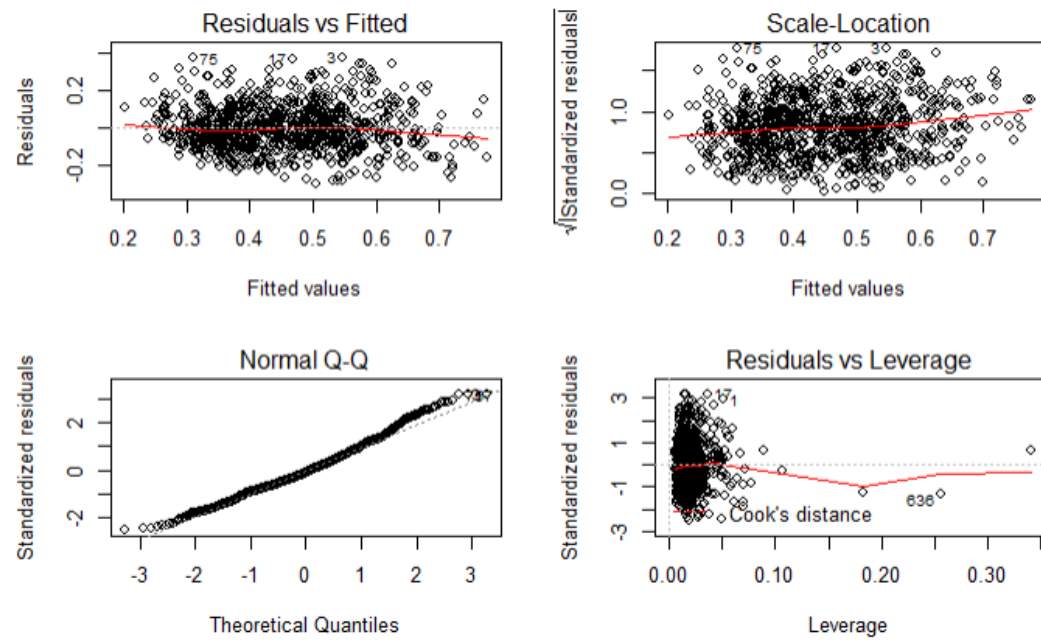 Residuals vs Fitted
Residuals
0.2
-0.2
75
17
3
0.2 0.3 0.4 0.5 0.6 0.7
Fitted values
Scale-Location
√|Standardized residuals
1.0
0.0
75
17
3
0.2 0.3 0.4 0.5 0.6 0.7
Fitted values
Normal Q-Q
Standardized residuals
2
0
-2
-3 -2 -1 0 1 2 3
Theoretical Quantiles
Residuals vs Leverage
Standardized residuals
3
1
-1
-3
17
1
636
Cook's distance
0.00 0.10 0.20 0.30
Leverage